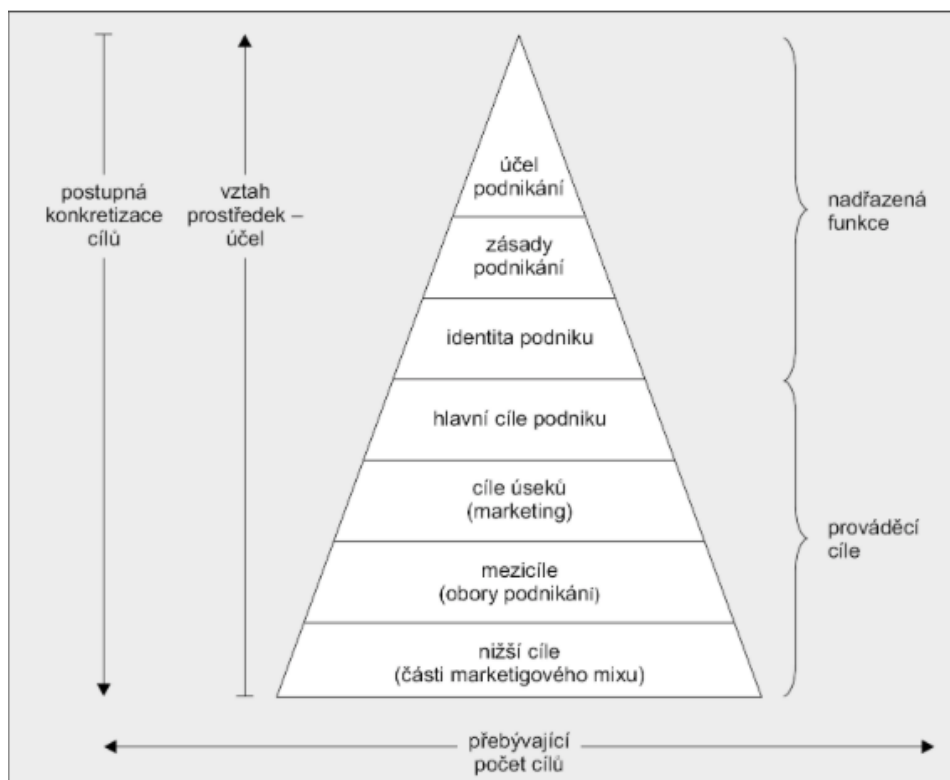 postupná
konkretizace
cílů
vztah
prostředek –
účel
účel
podnikání
zásady
podnikání
identita podniku
hlavní cíle podniku
cíle úseků
(marketing)
mezicíle
(obory podnikání)
nižší cíle
(části marketigového mixu)
nadřazená
funkce
prováděcí
cíle
přebývající
počet cílů